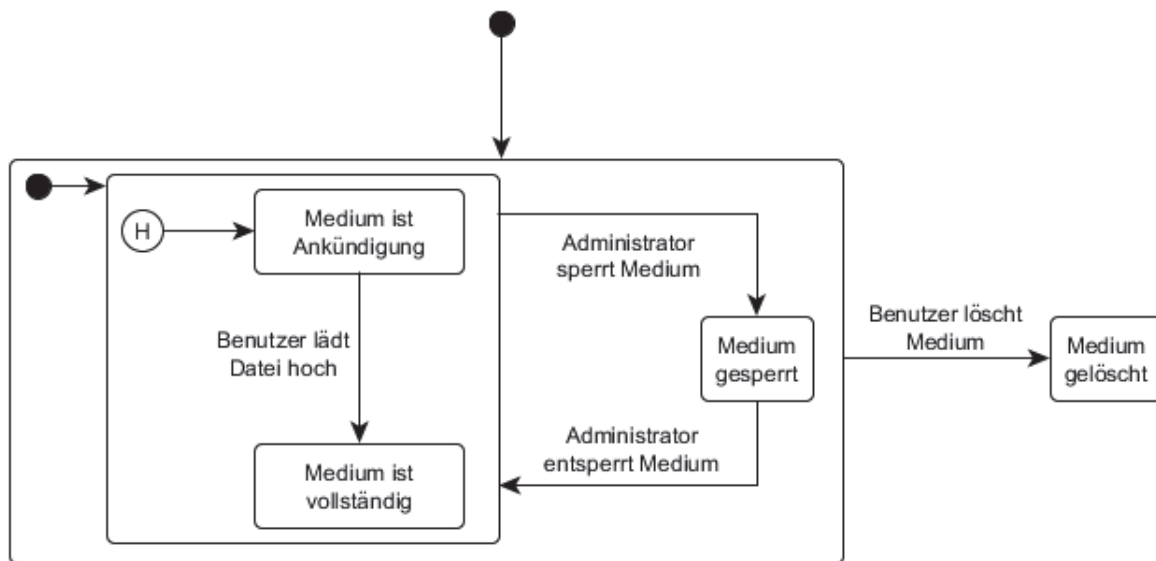 H
Medium ist
Ankündigung
Administrator
sperrt Medium
Benutzer lädt
Datei hoch
Medium
gesperrt
Benutzer löscht
Medium
Medium
gelöscht
Administrator
entsperrt Medium
Medium ist
vollständig